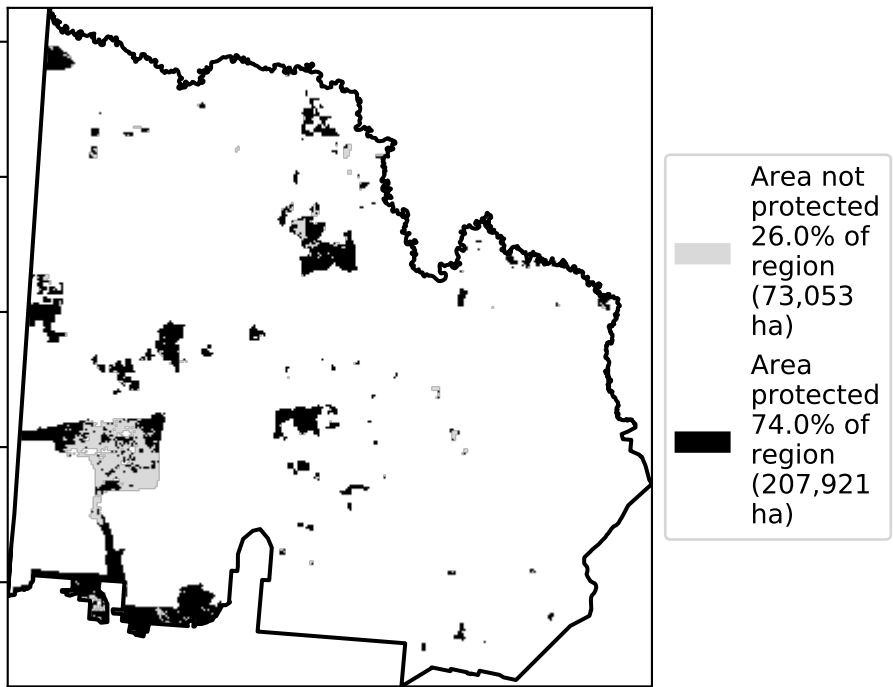 Area not
protected
26.0% of
region
(73,053
ha)
Area
protected
74.0% of
region
(207,921
ha)